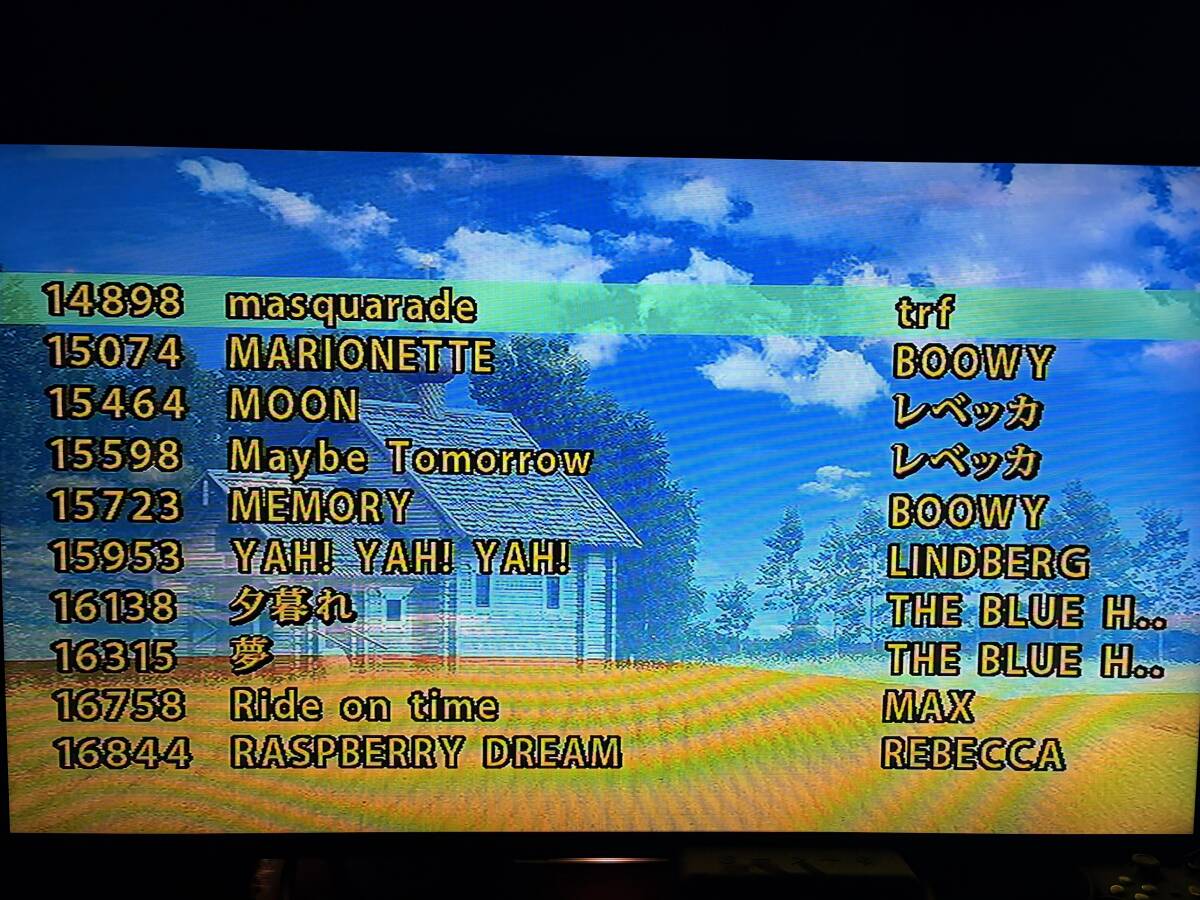 14898 masquarade trf
15074 MARIONETTE BOOWY
15464 MOON レベッカ
15598 Maybe Tomorrow レベッカ
15723 MEMORY BOOWY
15953 YAH! YAH! YAH! LINDBERG
16138 夕暮れ THE BLUE H..
16315 夢 THE BLUE H..
16758 Ride on time MAX
16844 RASPBERRY DREAM REBECCA